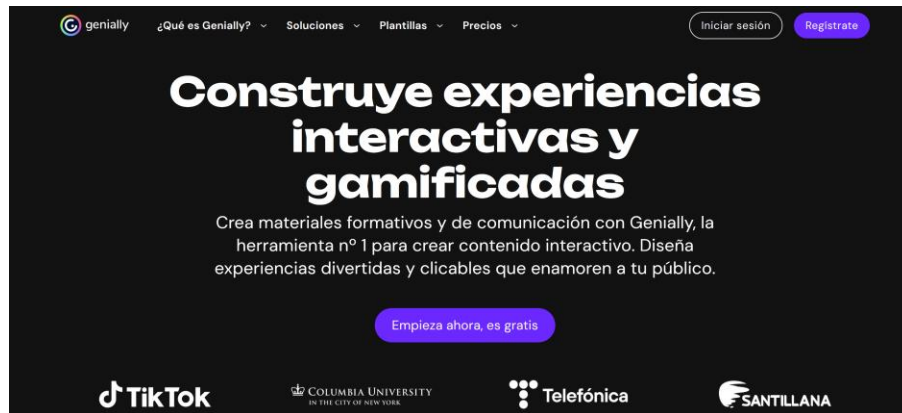 genially ¿Qué es Genially? Soluciones Plantillas Precios Iniciar sesión Regístrate
Construye experiencias
interactivas y
gamificadas
Crea materiales formativos y de comunicación con Genially, la
herramienta nº 1 para crear contenido interactivo. Diseña
experiencias divertidas y clicables que enamoren a tu público.
Empieza ahora, es gratis
TikTok COLUMBIA UNIVERSITY Telefónica SANTILLANA
IN THE CITY OF NEW YORK